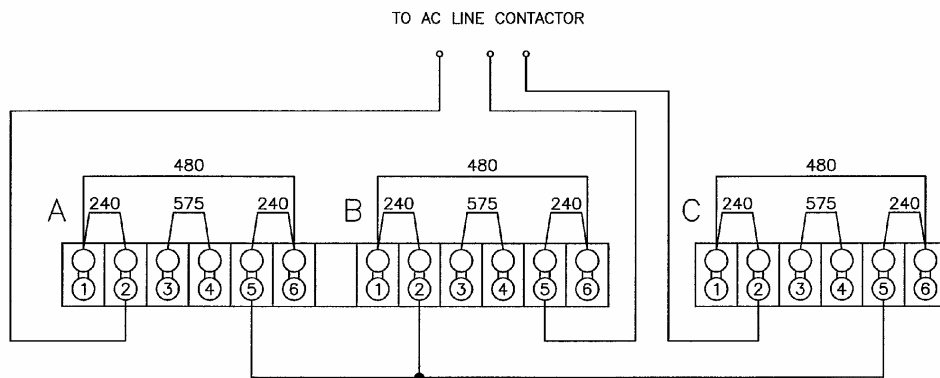 TO AC LINE CONTACTOR
480 480 480
A 240 575 240 B 240 575 240 C 240 575 240
1 2 3 4 5 6 1 2 3 4 5 6 1 2 3 4 5 6